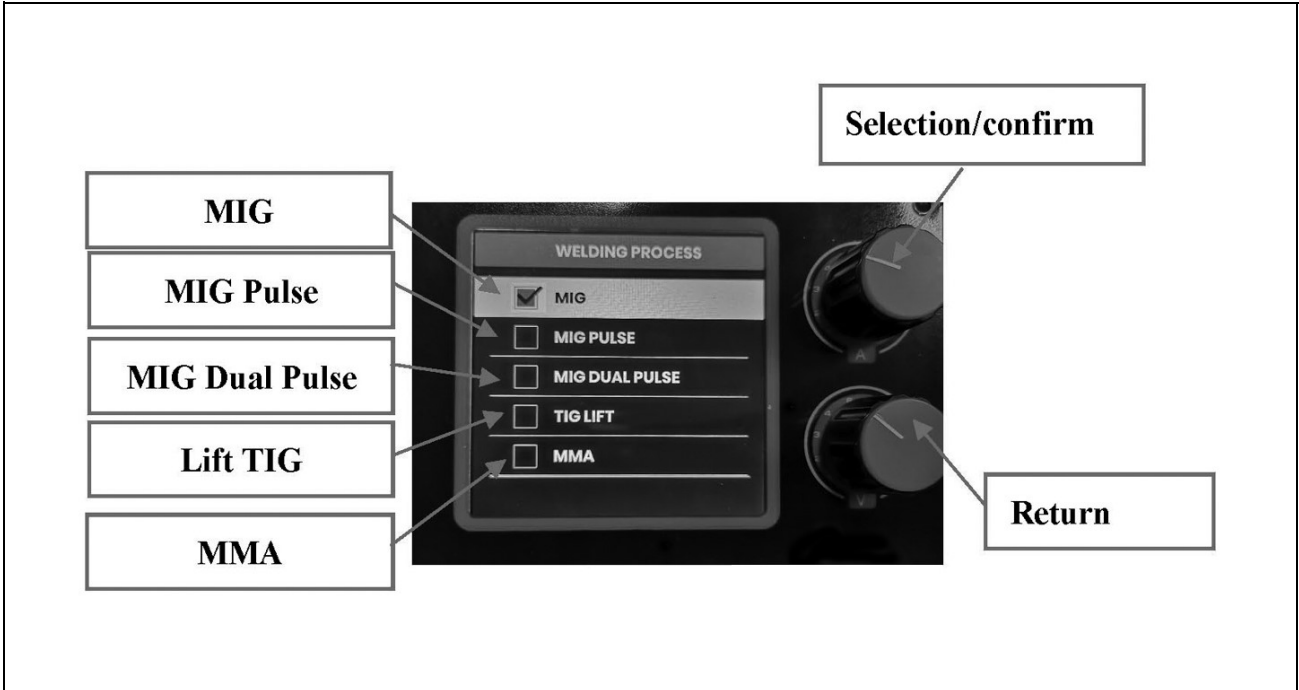 Selection/confirm
MIG
MIG Pulse
MIG Dual Pulse
Lift TIG
MMA
WELDING PROCESS
MIG
MIG PULSE
MIG DUAL PULSE
TIG LIFT
MMA
A
V
Return